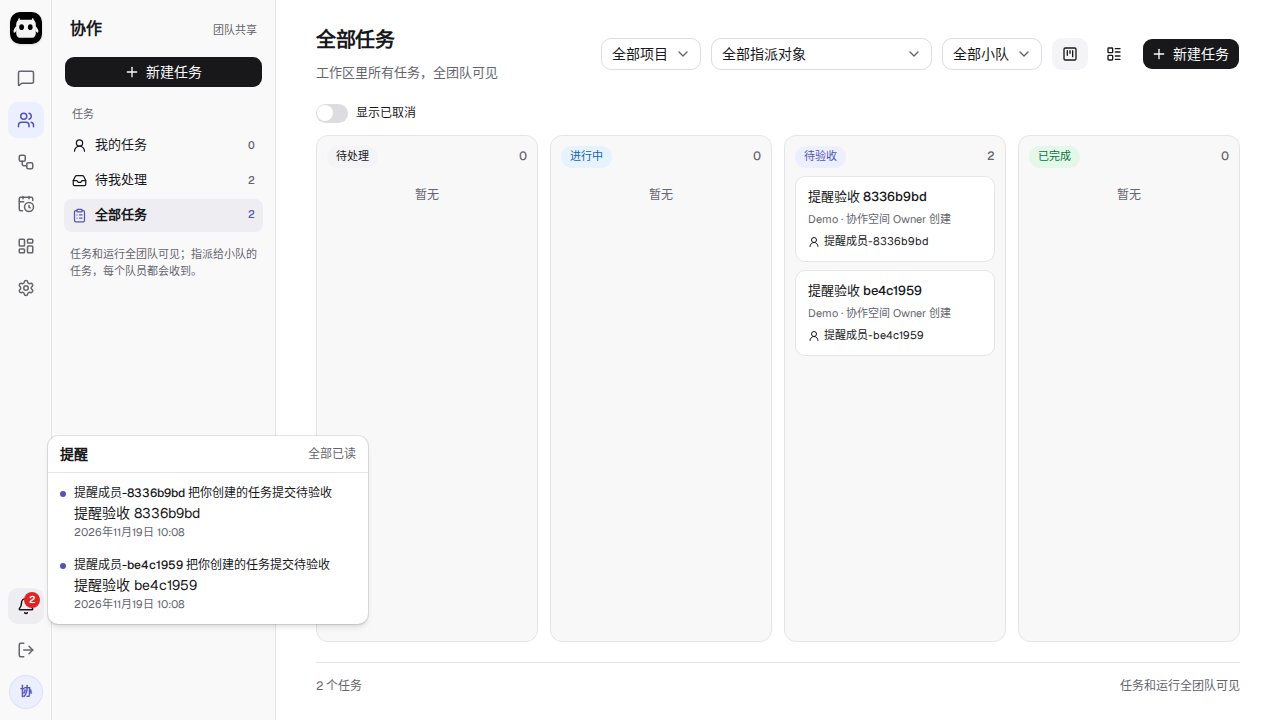 协作
团队共享
新建任务
任务
我的任务 0
待我处理 2
全部任务 2
任务和运行全团队可见；指派给小队的
任务，每个队员都会收到。
全部任务
工作区里所有任务，全团队可见
全部项目
全部指派对象
全部小队
新建任务
显示已取消
待处理 0
暂无
进行中 0
暂无
待验收 2
提醒验收 8336b9bd
Demo · 协作空间 Owner 创建
提醒成员-8336b9bd
提醒验收 be4c1959
Demo · 协作空间 Owner 创建
提醒成员-be4c1959
已完成 0
暂无
提醒
全部已读
提醒成员-8336b9bd 把你创建的任务提交待验收
提醒验收 8336b9bd
2026年11月19日 10:08
提醒成员-be4c1959 把你创建的任务提交待验收
提醒验收 be4c1959
2026年11月19日 10:08
2
协
2 个任务
任务和运行全团队可见